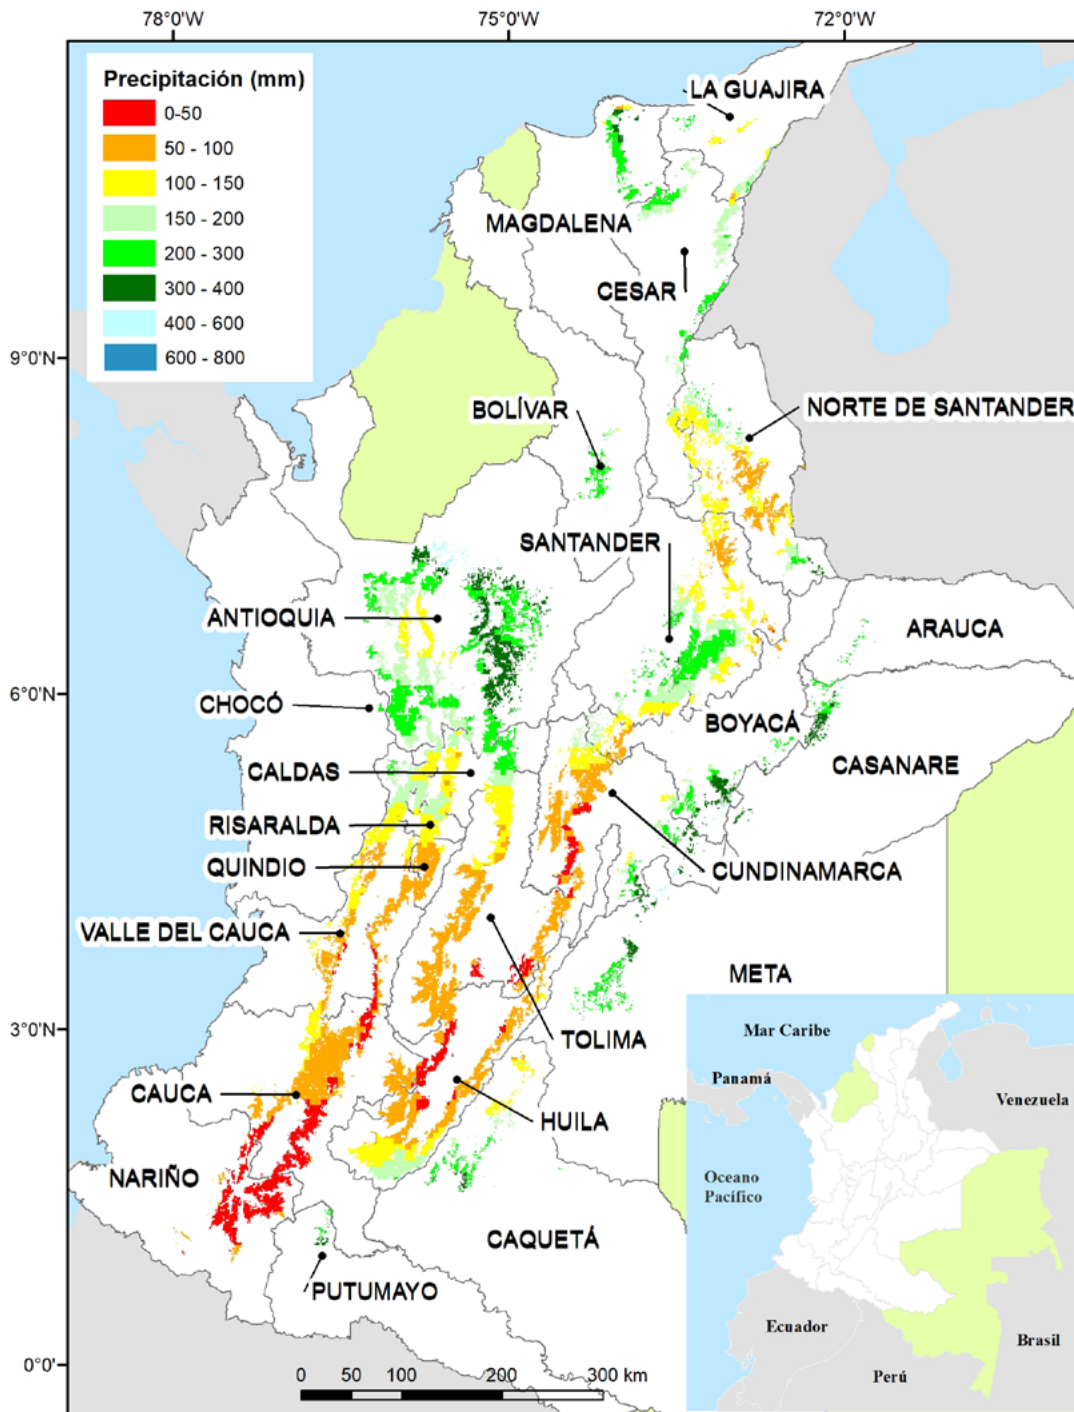 78°0'W
75°0'W
72°0'W
Precipitación (mm)
0-50
50 - 100
100 - 150
150 - 200
200 - 300
300 - 400
400 - 600
600 - 800
LA GUAJIRA
MAGDALENA
CESAR
9°0'N
BOLÍVAR
NORTE DE SANTANDER
SANTANDER
ANTIOQUIA
ARAUCA
6°0'N
CHOCÓ
BOYACÁ
CALDAS
CASANARE
RISARALDA
QUINDIO
CUNDINAMARCA
VALLE DEL CAUCA
META
3°0'N
TOLIMA
CAUCA
HUILA
NARIÑO
CAQUETÁ
PUTUMAYO
0°0'
0 50 100 200 300 km
Mar Caribe
Panamá
Venezuela
Oceano
Pacífico
Ecuador
Brasil
Perú